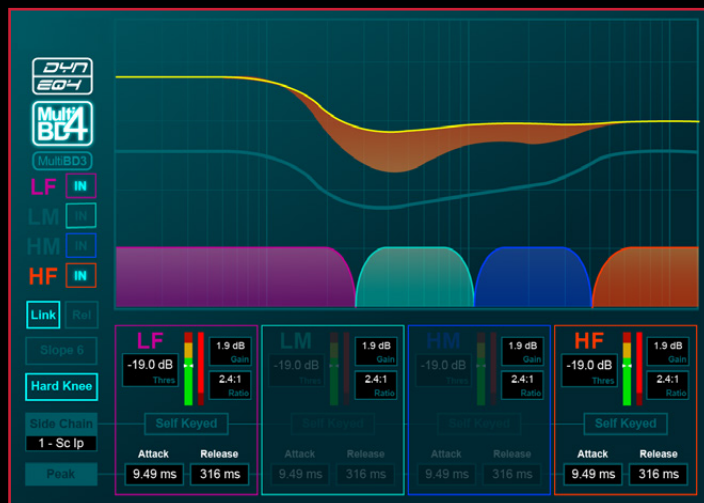 DYN
EQ4
Multi
BD4
MultiBD3
LF IN
LM IN
HM IN
HF IN
Link Rel
Slope 6
Hard Knee
Side Chain
1 - Sc Ip
Peak
LF
-19.0 dB
Thres
1.9 dB
Gain
2.4:1
Ratio
Self Keyed
Attack Release
9.49 ms 316 ms
LM
-19.0 dB
Thres
1.9 dB
Gain
2.4:1
Ratio
Self Keyed
Attack Release
9.49 ms 316 ms
HM
-19.0 dB
Thres
1.9 dB
Gain
2.4:1
Ratio
Self Keyed
Attack Release
9.49 ms 316 ms
HF
-19.0 dB
Thres
1.9 dB
Gain
2.4:1
Ratio
Self Keyed
Attack Release
9.49 ms 316 ms